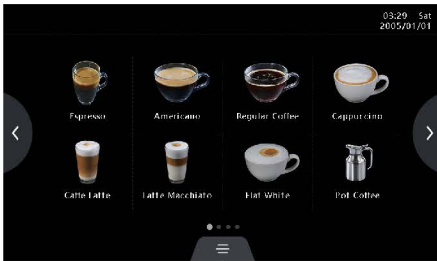 03:29 Sat
2005/01/01
Espresso
Americano
Regular Coffee
Cappuccino
Caffe Latte
Latte Macchiato
Flat White
Pot Coffee